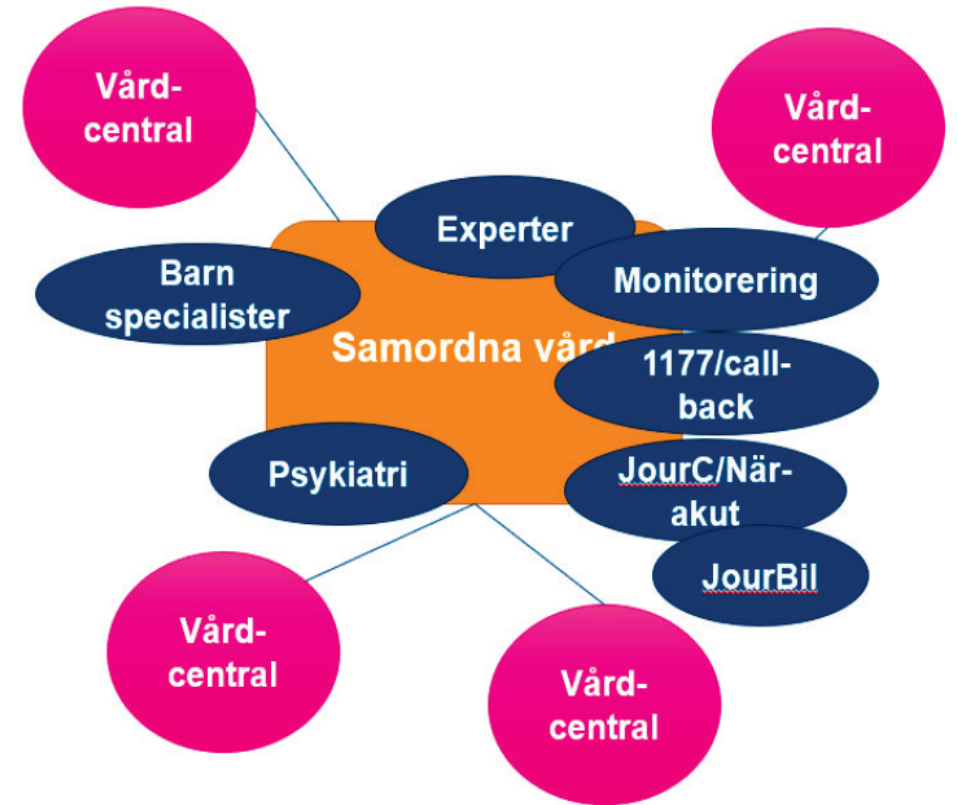 Vård-
central
Vård-
central
Experter
Barn
specialister
Monitorering
Samordna vård
1177/call-
back
Psykiatri
JourC/När-
akut
JourBil
Vård-
central
Vård-
central